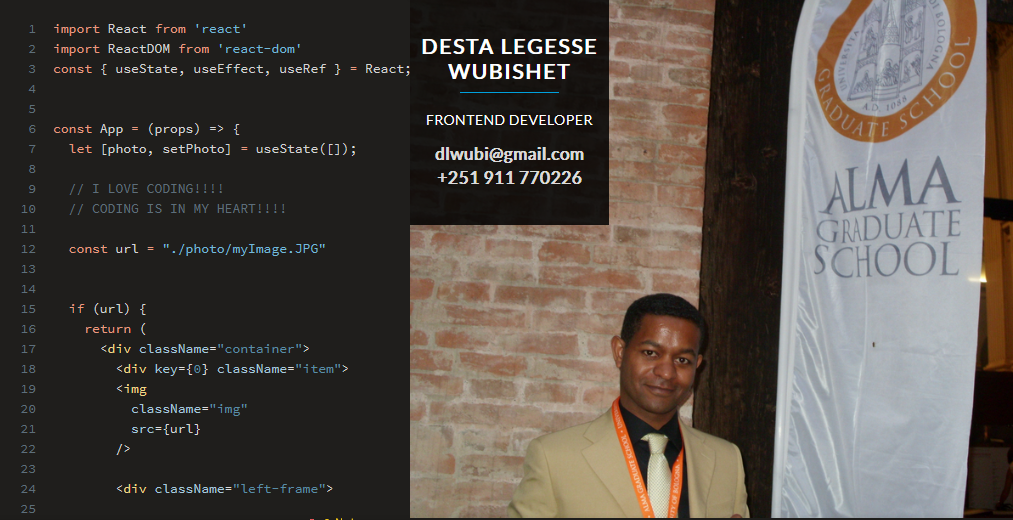 1 import React from 'react'
2 import ReactDOM from 'react-dom'
3 const { useState, useEffect, useRef } = React;
4
5
6 const App = (props) => {
7 let [photo, setPhoto] = useState([]);
8
9 // I LOVE CODING!!!!
10 // CODING IS IN MY HEART!!!!
11
12 const url = "./photo/myImage.JPG"
13
14
15 if (url) {
16 return (
17 <div className="container">
18 <div key={0} className="item">
19 <img
20 className="img"
21 src={url}
22 />
23
24 <div className="left-frame">
25
DESTA LEGESSE
WUBISHET
FRONTEND DEVELOPER
dlwubi@gmail.com
+251 911 770226
A.D. 1088
GRADUATE SCHOOL
ALMA
GRADUATE
SCHOOL
ALMA GRADUATE SCHOOL